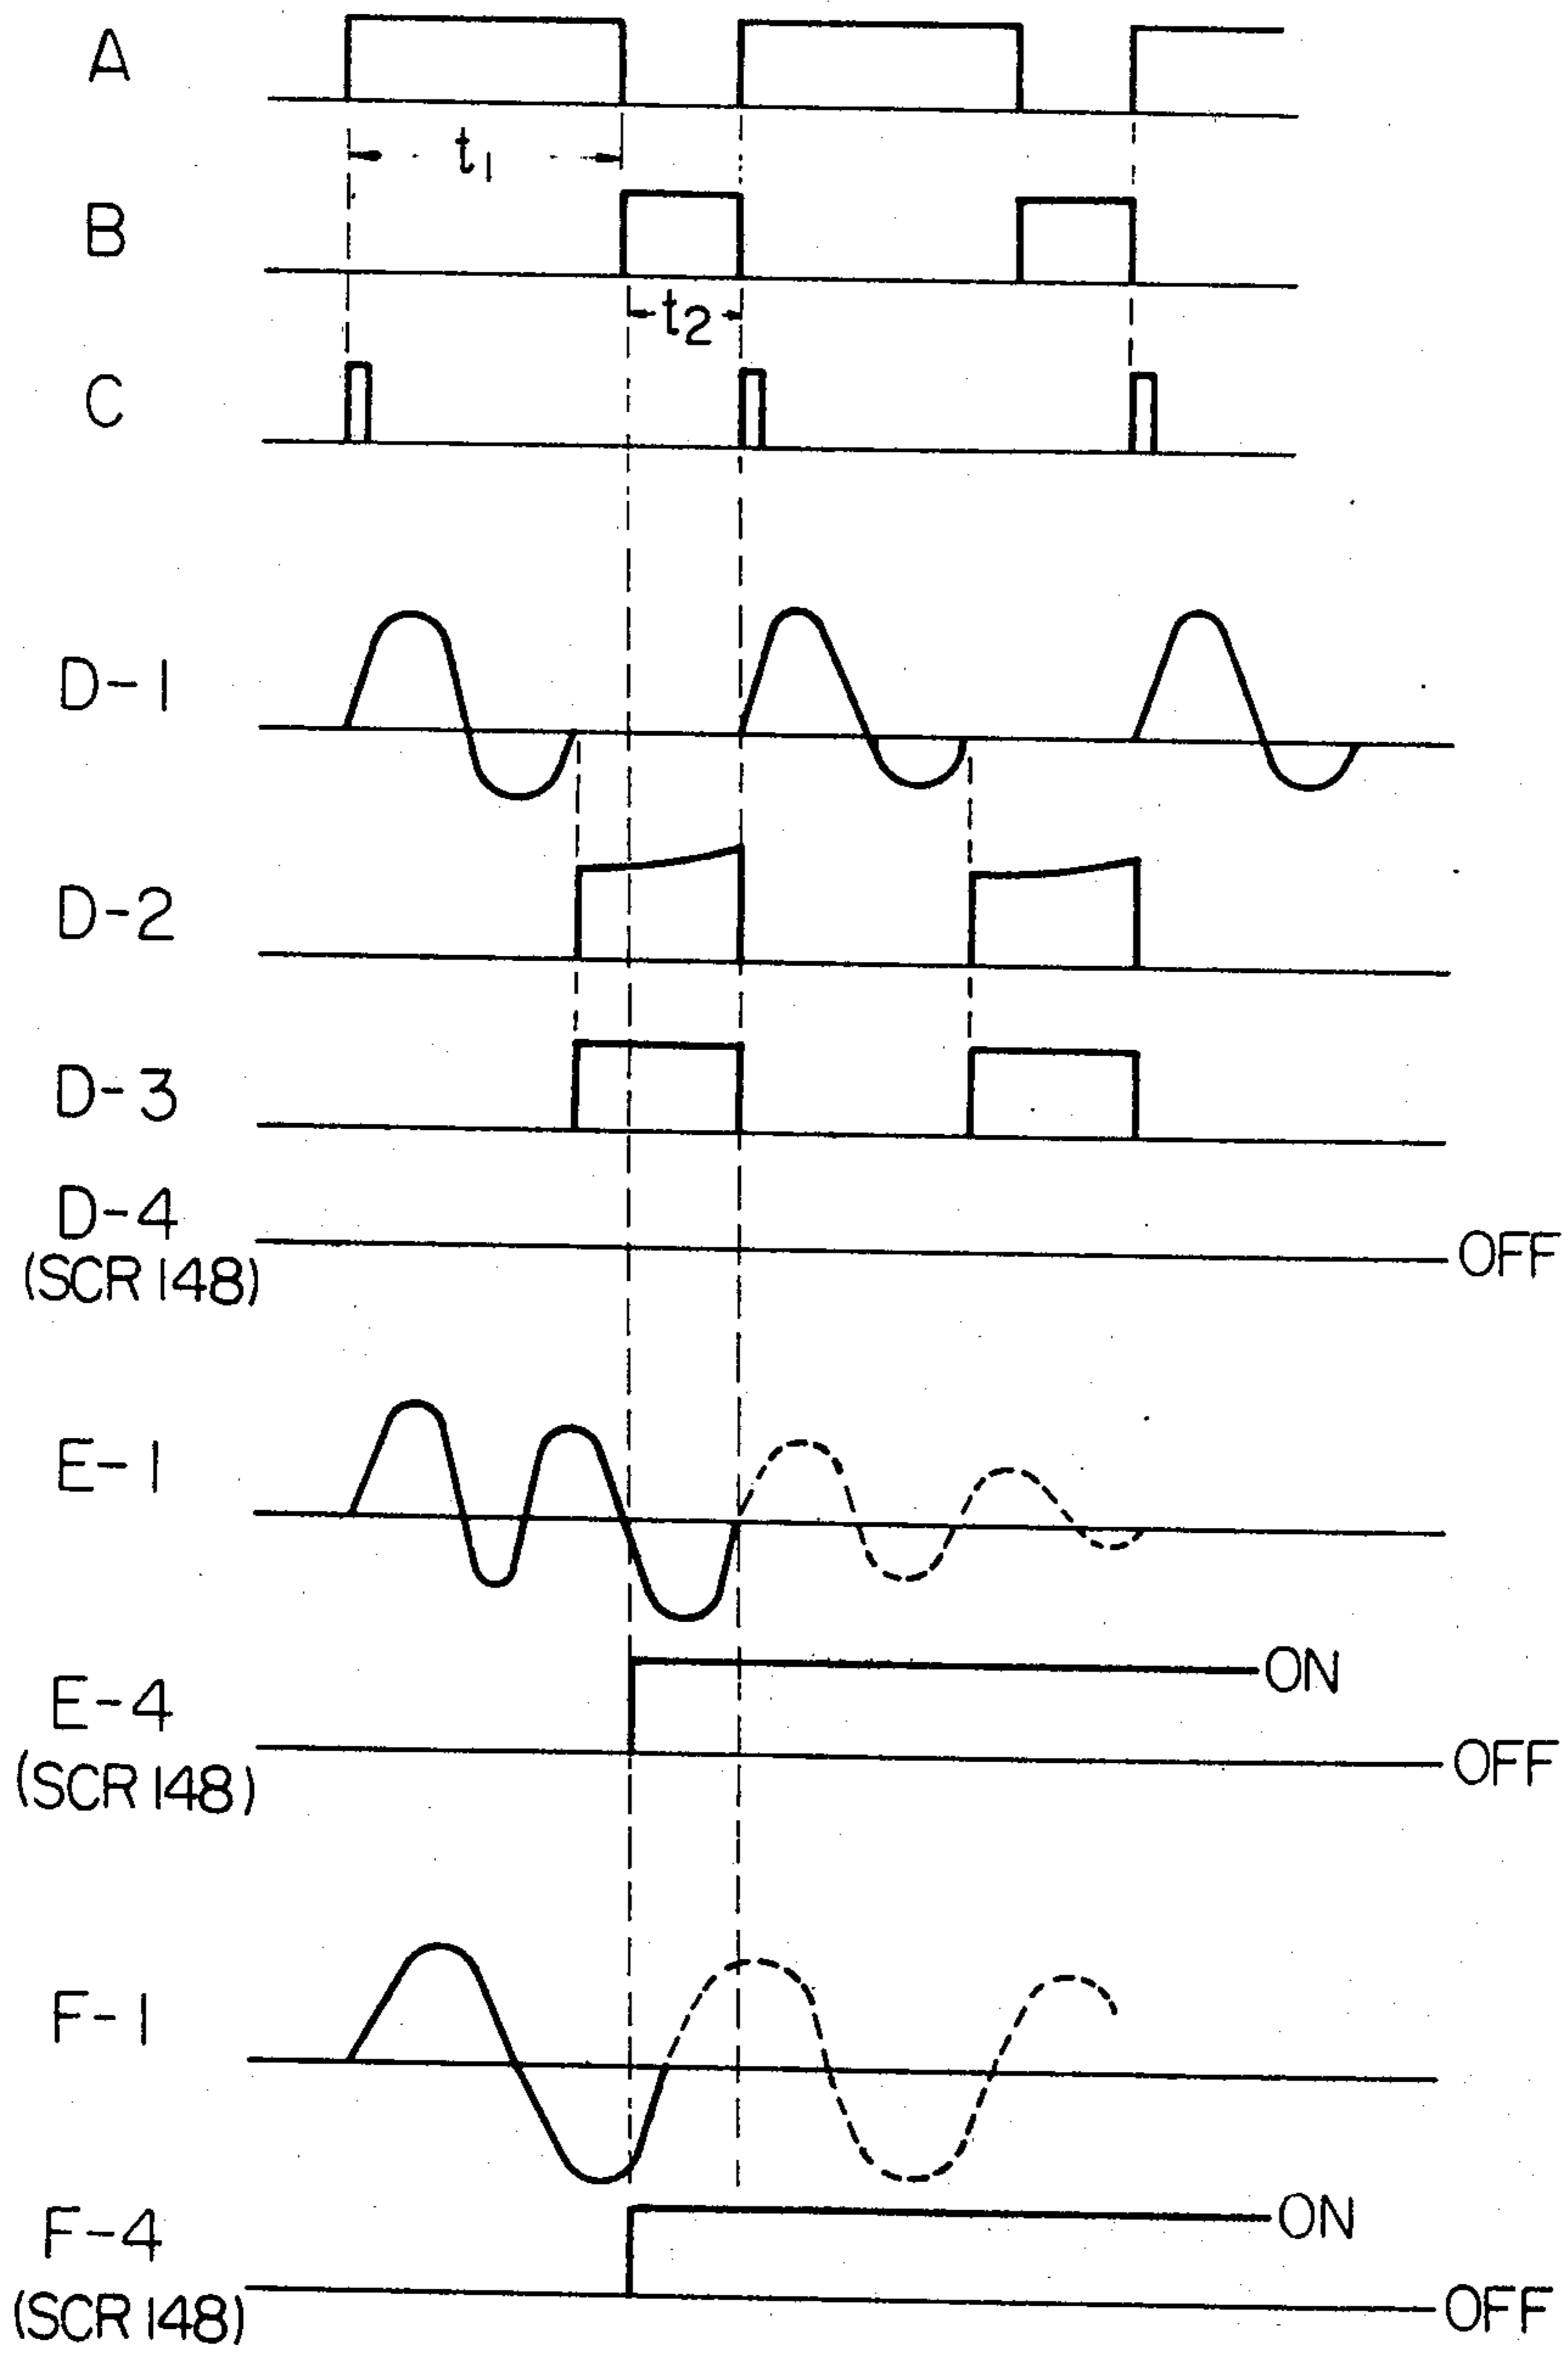 A
t₁
B
t₂
C
D-1
D-2
D-3
D-4
(SCR 148)
OFF
E-1
ON
E-4
(SCR 148)
OFF
F-1
ON
F-4
(SCR 148)
OFF